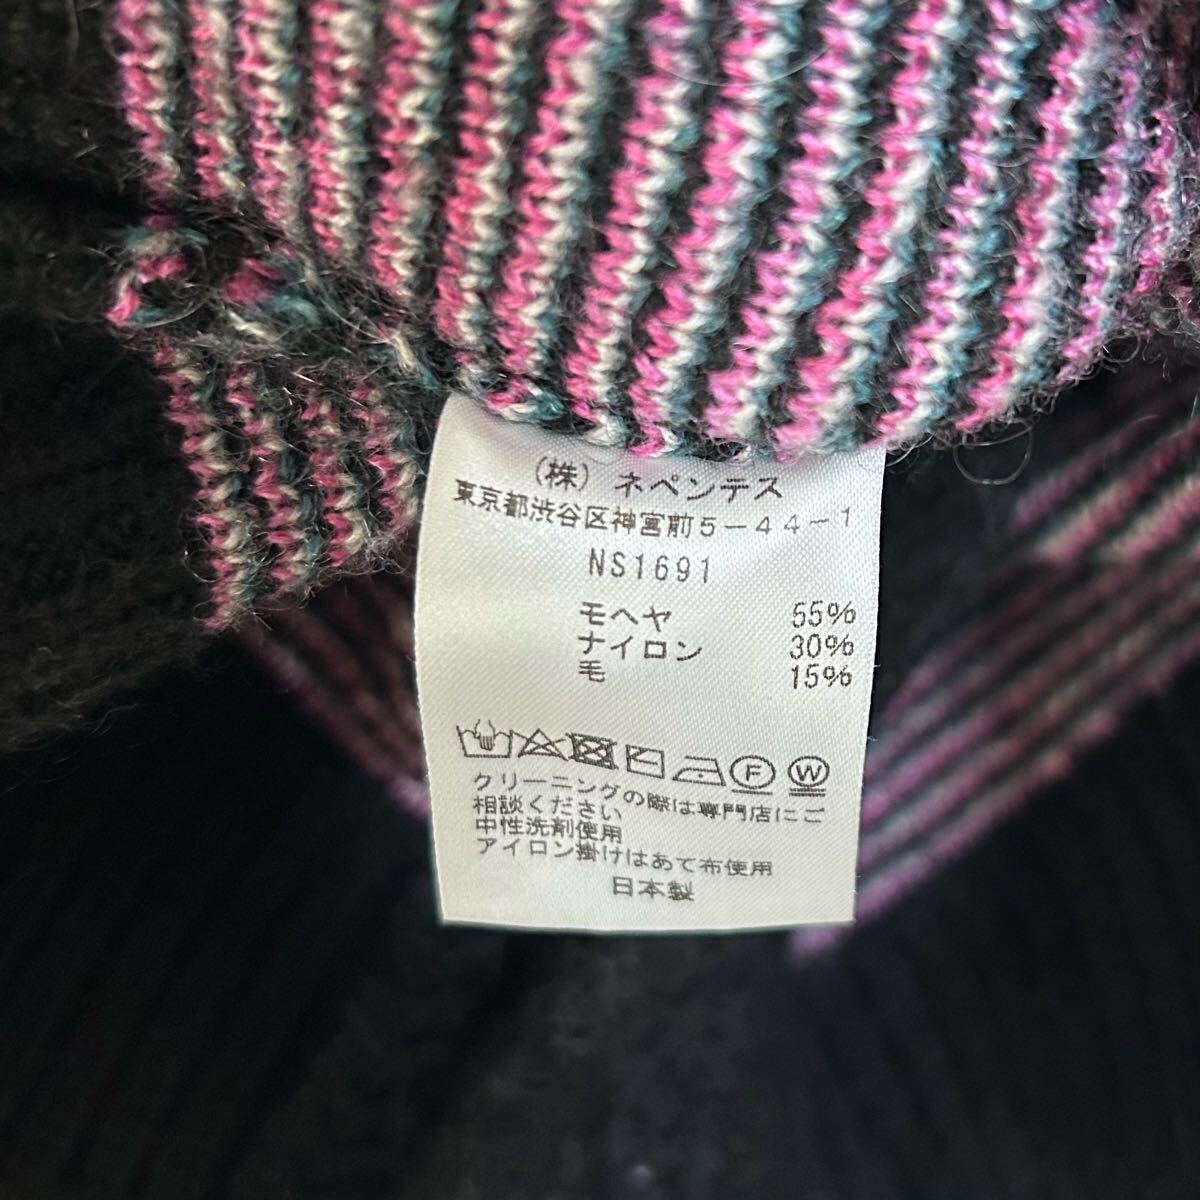 (株) ネペンテス
東京都渋谷区神宮前5-44-1
NS1691
モヘヤ 55%
ナイロン 30%
毛 15%
F W
クリーニングの際は専門店にご
相談ください
中性洗剤使用
アイロン掛けはあて布使用
日本製